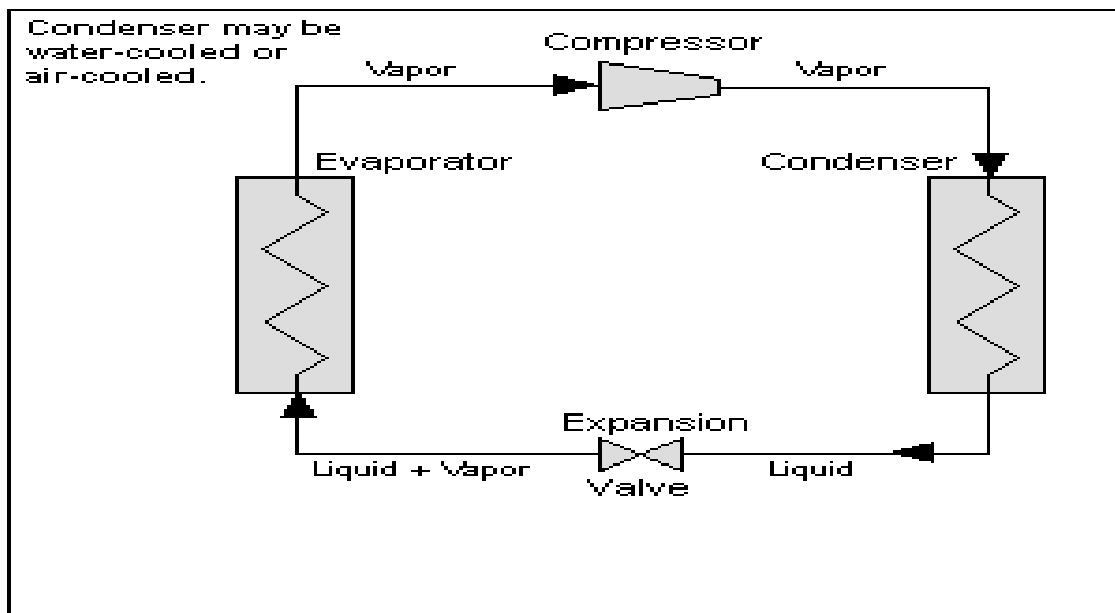 Condenser may be
water-cooled or
air-cooled.
Compressor
Vapor
Vapor
Evaporator
Condenser
Expansion
Valve
Liquid + Vapor
Liquid